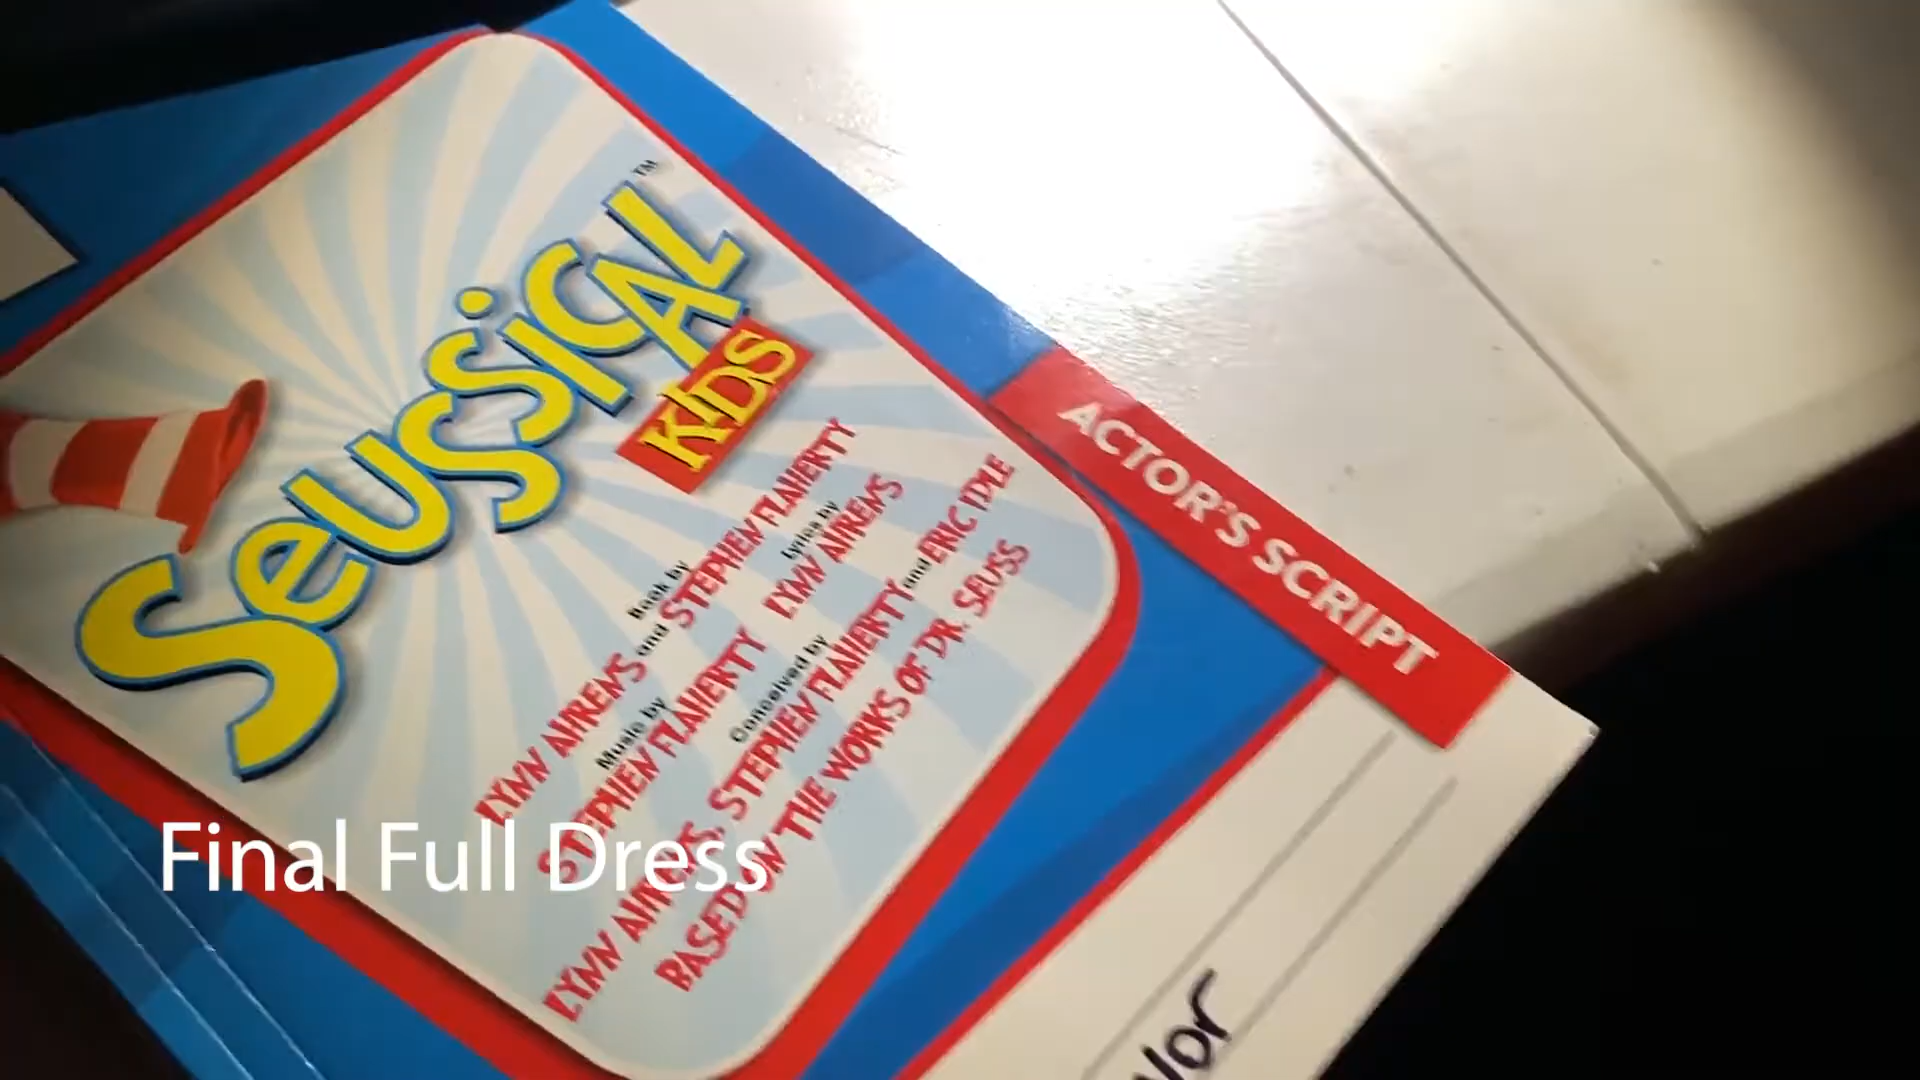 SEUSSICAL™
KIDS
Book by
LYNN AHRENS and STEPHEN FLAHERTY
Music by Lyrics by
STEPHEN FLAHERTY LYNN AHRENS
Conceived by
LYNN AHRENS, STEPHEN FLAHERTY and ERIC IDLE
BASED ON THE WORKS OF DR. SEUSS
ACTOR'S SCRIPT
Final Full Dress